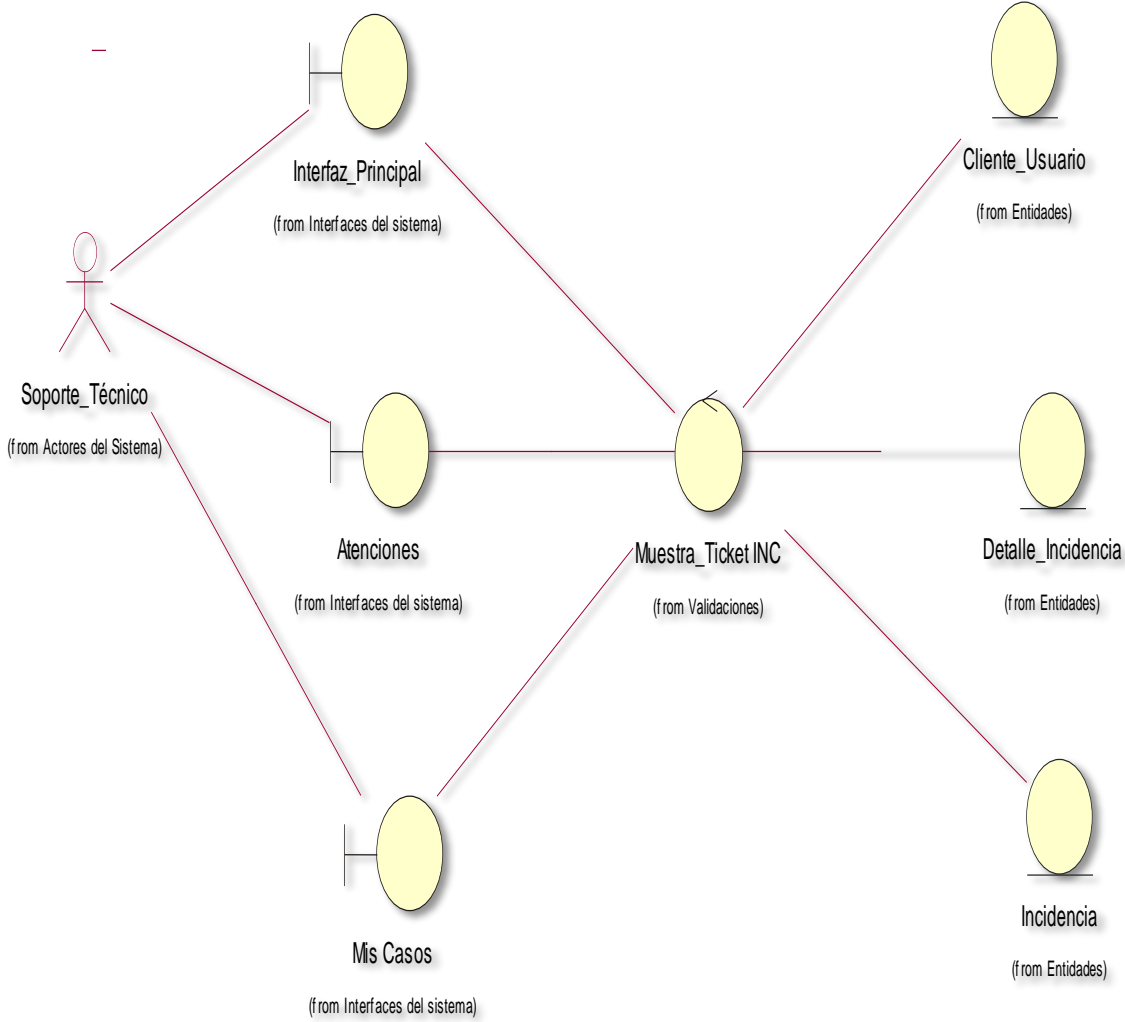 Interfaz_Principal
(from Interfaces del sistema)
Cliente_Usuario
(from Entidades)
Soporte_Técnico
(from Actores del Sistema)
Atenciones
(from Interfaces del sistema)
Muestra_Ticket INC
(from Validaciones)
Detalle_Incidencia
(from Entidades)
Mis Casos
(from Interfaces del sistema)
Incidencia
(from Entidades)